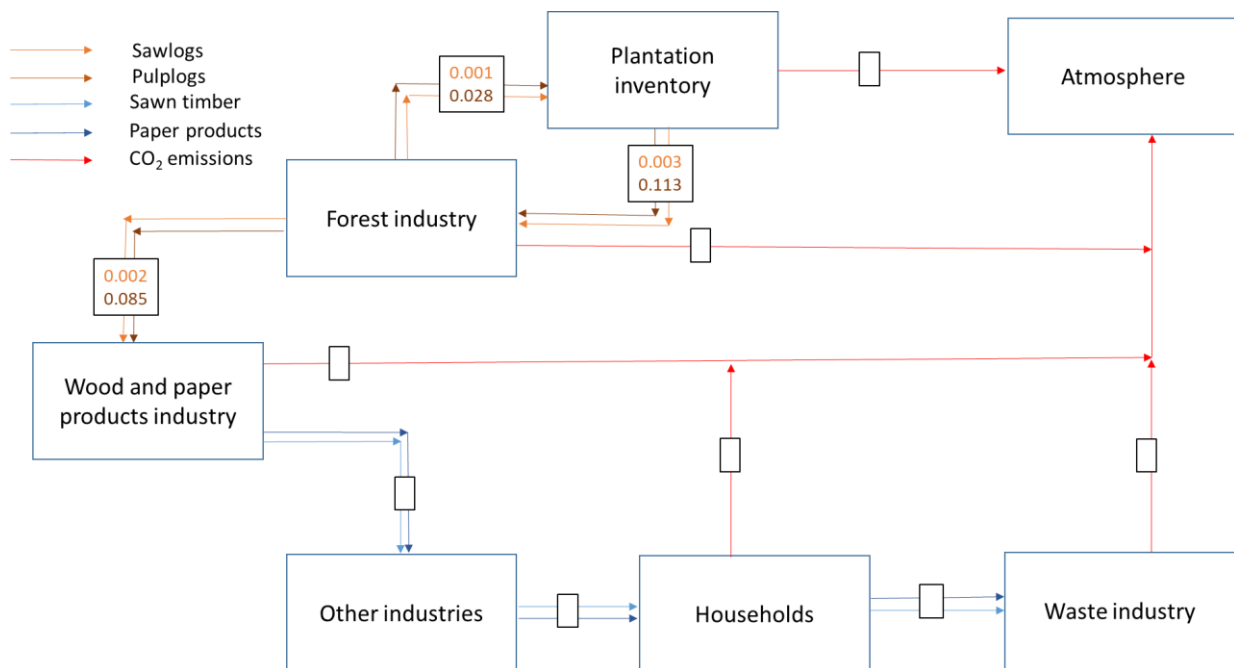 Sawlogs
Pulplogs
Sawn timber
Paper products
CO₂ emissions
0.001
0.028
Plantation
inventory
Atmosphere
0.003
0.113
Forest industry
0.002
0.085
Wood and paper
products industry
Other industries
Households
Waste industry